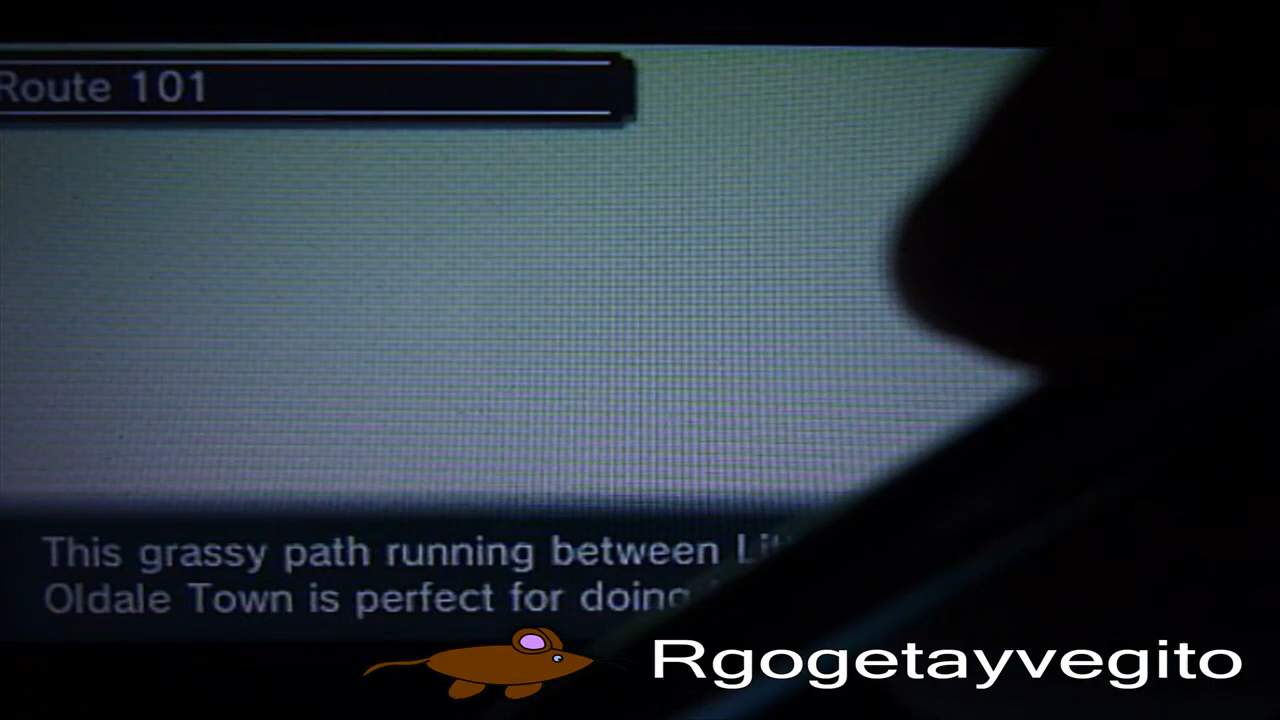 Route 101
This grassy path running between
Oldale Town is perfect for doing
Rgogetayvegito